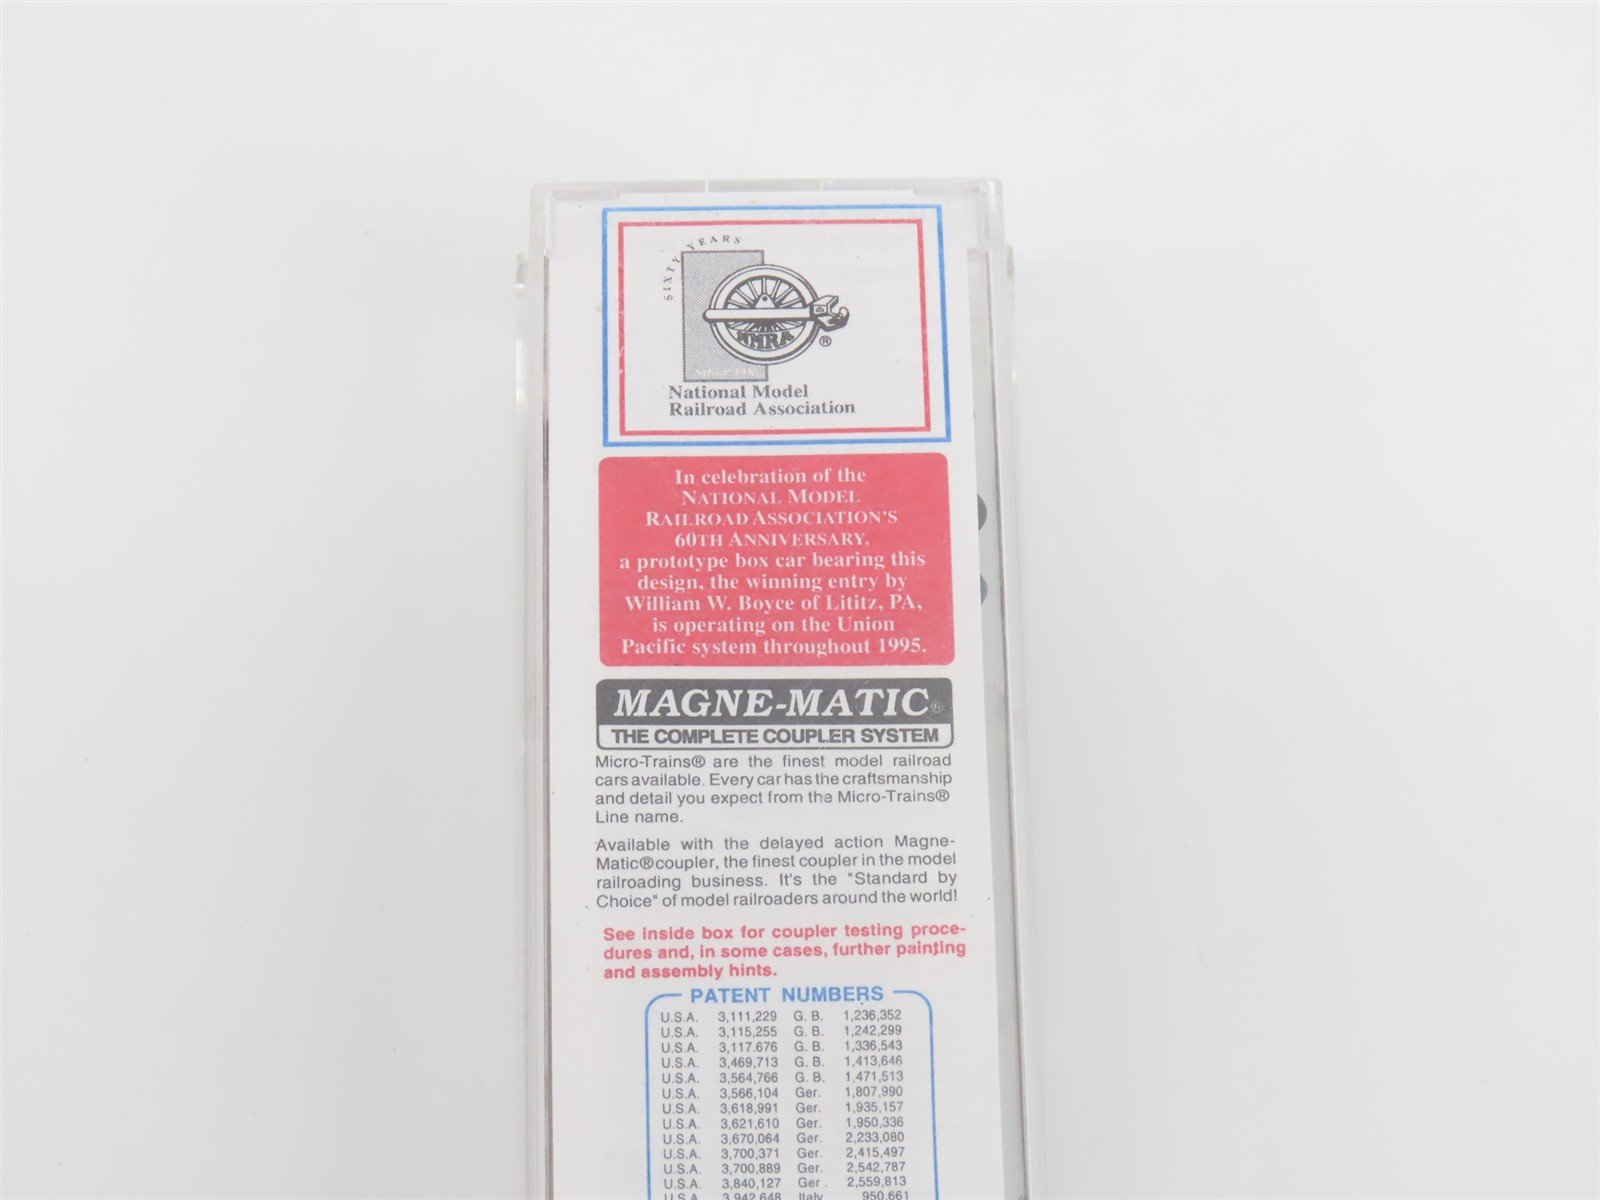 SIXTY YEARS
NMRA ®
National Model
Railroad Association
In celebration of the
NATIONAL MODEL
RAILROAD ASSOCIATION'S
60TH ANNIVERSARY,
a prototype box car bearing this
design, the winning entry by
William W. Boyce of Lititz, PA,
is operating on the Union
Pacific system throughout 1995.
MAGNE-MATIC®
THE COMPLETE COUPLER SYSTEM
Micro-Trains® are the finest model railroad
cars available. Every car has the craftsmanship
and detail you expect from the Micro-Trains®
Line name.
Available with the delayed action Magne-
Matic® coupler, the finest coupler in the model
railroading business. It's the "Standard by
Choice" of model railroaders around the world!
See inside box for coupler testing proce-
dures and, in some cases, further painting
and assembly hints.
PATENT NUMBERS
U.S.A. 3,111,229 G. B. 1,236,352
U.S.A. 3,115,255 G. B. 1,242,299
U.S.A. 3,117,676 G. B. 1,336,543
U.S.A. 3,469,713 G. B. 1,413,646
U.S.A. 3,564,766 G. B. 1,471,513
U.S.A. 3,566,104 Ger. 1,807,990
U.S.A. 3,618,991 Ger. 1,935,157
U.S.A. 3,621,610 Ger. 1,950,336
U.S.A. 3,670,064 Ger. 2,233,080
U.S.A. 3,700,371 Ger. 2,415,497
U.S.A. 3,700,889 Ger. 2,542,787
U.S.A. 3,840,127 Ger. 2,559,813
U.S.A. 3,942,648 Italy 950,661